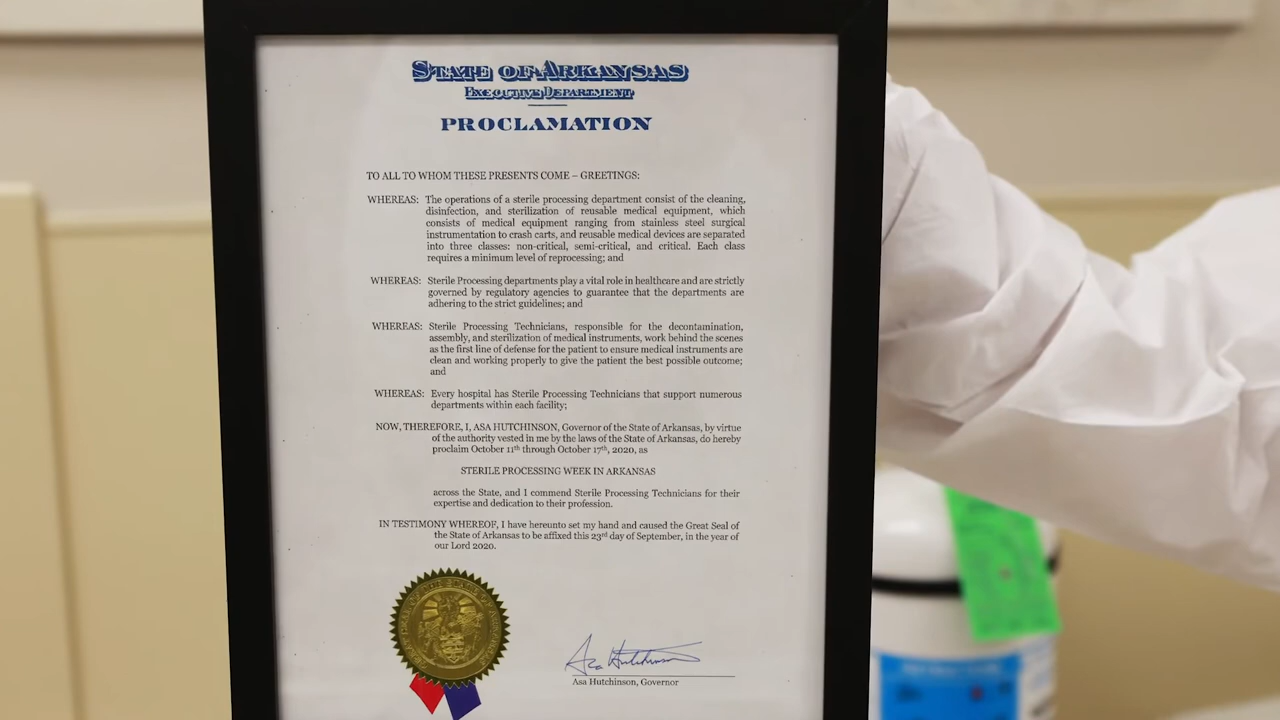 STATE OF ARKANSAS
EXECUTIVE DEPARTMENT
PROCLAMATION
TO ALL TO WHOM THESE PRESENTS COME – GREETINGS:
WHEREAS: The operations of a sterile processing department consist of the cleaning,
disinfection, and sterilization of reusable medical equipment, which
consists of medical equipment ranging from stainless steel surgical
instrumentation to crash carts, and reusable medical devices are separated
into three classes: non-critical, semi-critical, and critical. Each class
requires a minimum level of reprocessing; and
WHEREAS: Sterile Processing departments play a vital role in healthcare and are strictly
governed by regulatory agencies to guarantee that the departments are
adhering to the strict guidelines; and
WHEREAS: Sterile Processing Technicians, responsible for the decontamination,
assembly, and sterilization of medical instruments, work behind the scenes
as the first line of defense for the patient to ensure medical instruments are
clean and working properly to give the patient the best possible outcome;
and
WHEREAS: Every hospital has Sterile Processing Technicians that support numerous
departments within each facility;
NOW, THEREFORE, I, ASA HUTCHINSON, Governor of the State of Arkansas, by virtue
of the authority vested in me by the laws of the State of Arkansas, do hereby
proclaim October 11th through October 17th, 2020, as
STERILE PROCESSING WEEK IN ARKANSAS
across the State, and I commend Sterile Processing Technicians for their
expertise and dedication to their profession.
IN TESTIMONY WHEREOF, I have hereunto set my hand and caused the Great Seal of
the State of Arkansas to be affixed this 23rd day of September, in the year of
our Lord 2020.
Asa Hutchinson
Asa Hutchinson, Governor